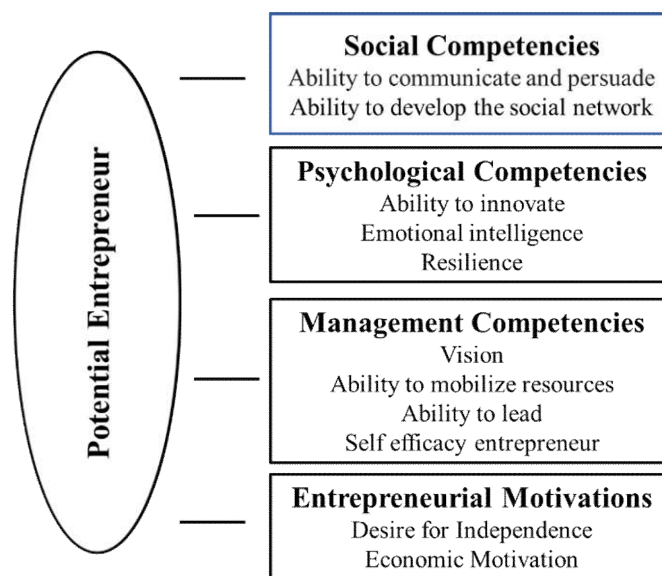 Potential Entrepreneur
Social Competencies
Ability to communicate and persuade
Ability to develop the social network
Psychological Competencies
Ability to innovate
Emotional intelligence
Resilience
Management Competencies
Vision
Ability to mobilize resources
Ability to lead
Self efficacy entrepreneur
Entrepreneurial Motivations
Desire for Independence
Economic Motivation